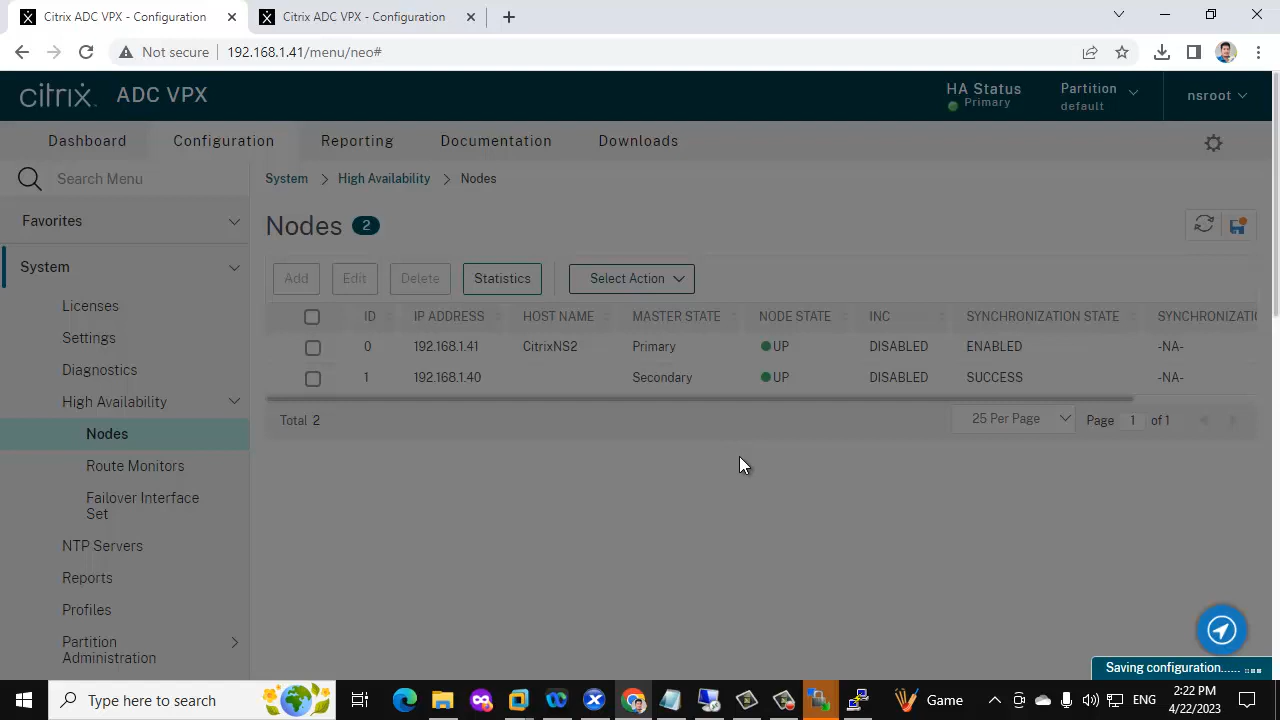 Citrix ADC VPX - Configuration
Citrix ADC VPX - Configuration
Not secure
192.168.1.41/menu/neo#
citrix. ADC VPX
HA Status
Primary
Partition
default
nsroot
Dashboard
Configuration
Reporting
Documentation
Downloads
Search Menu
System
High Availability
Nodes
Favorites
Nodes 2
System
Add
Edit
Delete
Statistics
Select Action
Licenses
ID IP ADDRESS HOST NAME MASTER STATE NODE STATE INC SYNCHRONIZATION STATE SYNCHRONIZATIO
Settings
0 192.168.1.41 CitrixNS2 Primary UP DISABLED ENABLED -NA-
Diagnostics
1 192.168.1.40 Secondary UP DISABLED SUCCESS -NA-
High Availability
Total 2
25 Per Page
Page 1 of 1
Nodes
Route Monitors
Failover Interface
Set
NTP Servers
Reports
Profiles
Partition
Administration
Saving configuration......
Type here to search
Game
ENG
2:22 PM
4/22/2023